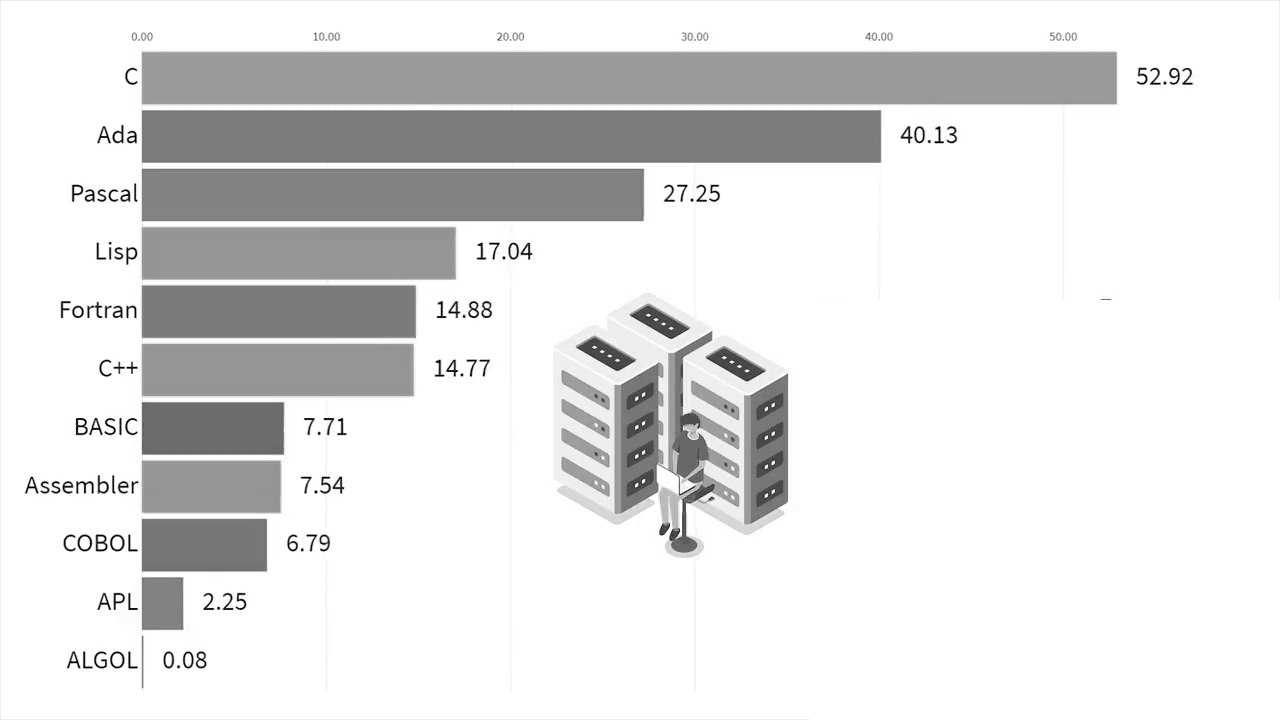 0.00 10.00 20.00 30.00 40.00 50.00
C 52.92
Ada 40.13
Pascal 27.25
Lisp 17.04
Fortran 14.88
C++ 14.77
BASIC 7.71
Assembler 7.54
COBOL 6.79
APL 2.25
ALGOL 0.08